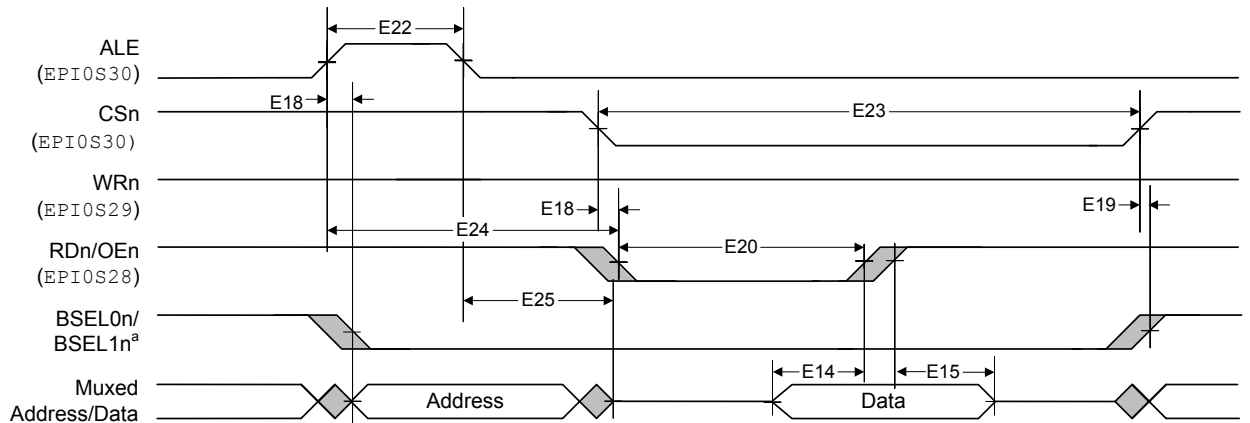 E22
ALE
(EPI0S30)
E18
CSn
E23
(EPI0S30)
WRn
(EPI0S29)
E18
E19
E24
RDn/OEn
E20
(EPI0S28)
E25
BSEL0n/
BSEL1nª
E14
E15
Muxed
Address/Data
Address
Data